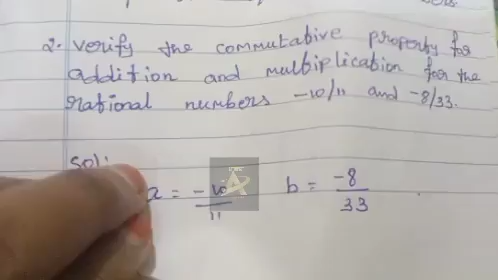 2. Verify the commutative property for
addition and multiplication for the
rational numbers -10/11 and -8/33.
Sol:
a = -10/11 b = -8/33